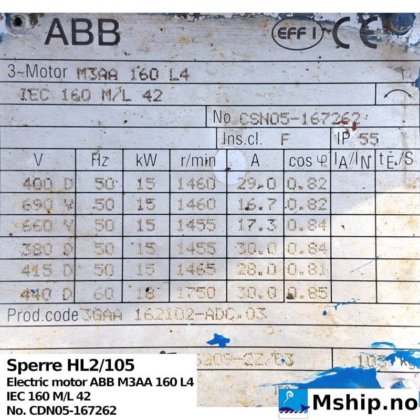 ABB
EFF 1 CE
3~Motor M3AA 160 L4
IEC 160 M/L 42
No. CSN05-167262
Ins.cl. F IP 55
V Hz kW r/min A cos φ IA/IN tE/S
400 D 50 15 1460 29.0 0.82
690 Y 50 15 1460 16.7 0.82
660 Y 50 15 1455 17.3 0.84
380 D 50 15 1455 30.0 0.84
415 D 50 15 1465 28.0 0.81
440 D 60 18 1750 30.0 0.85
Prod.code 3GAA 162102-ADC.03
Sperre HL2/105
Electric motor ABB M3AA 160 L4
IEC 160 M/L 42
No. CDN05-167262
Mship.no